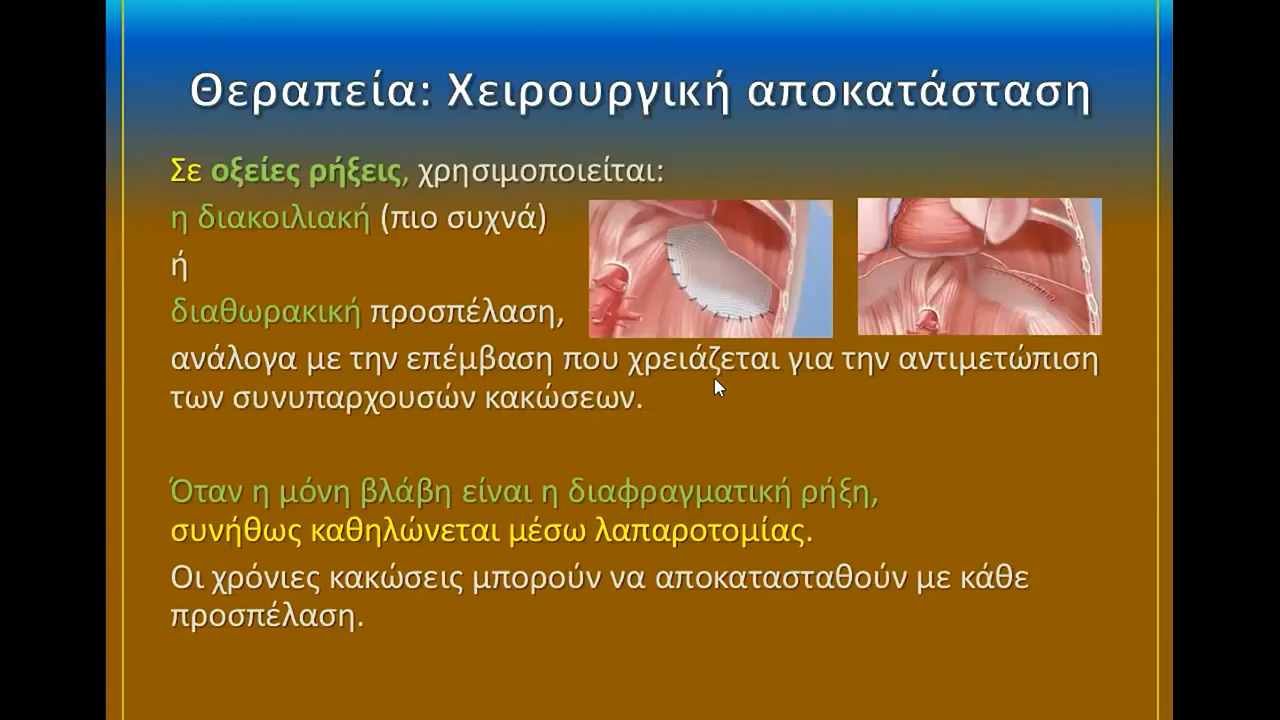 Θεραπεία: Χειρουργική αποκατάσταση
Σε οξείες ρήξεις, χρησιμοποιείται:
η διακοιλιακή (πιο συχνά)
ή
διαθωρακική προσπέλαση,
ανάλογα με την επέμβαση που χρειάζεται για την αντιμετώπιση
των συνυπαρχουσών κακώσεων.
Όταν η μόνη βλάβη είναι η διαφραγματική ρήξη,
συνήθως καθηλώνεται μέσω λαπαροτομίας.
Οι χρόνιες κακώσεις μπορούν να αποκατασταθούν με κάθε
προσπέλαση.